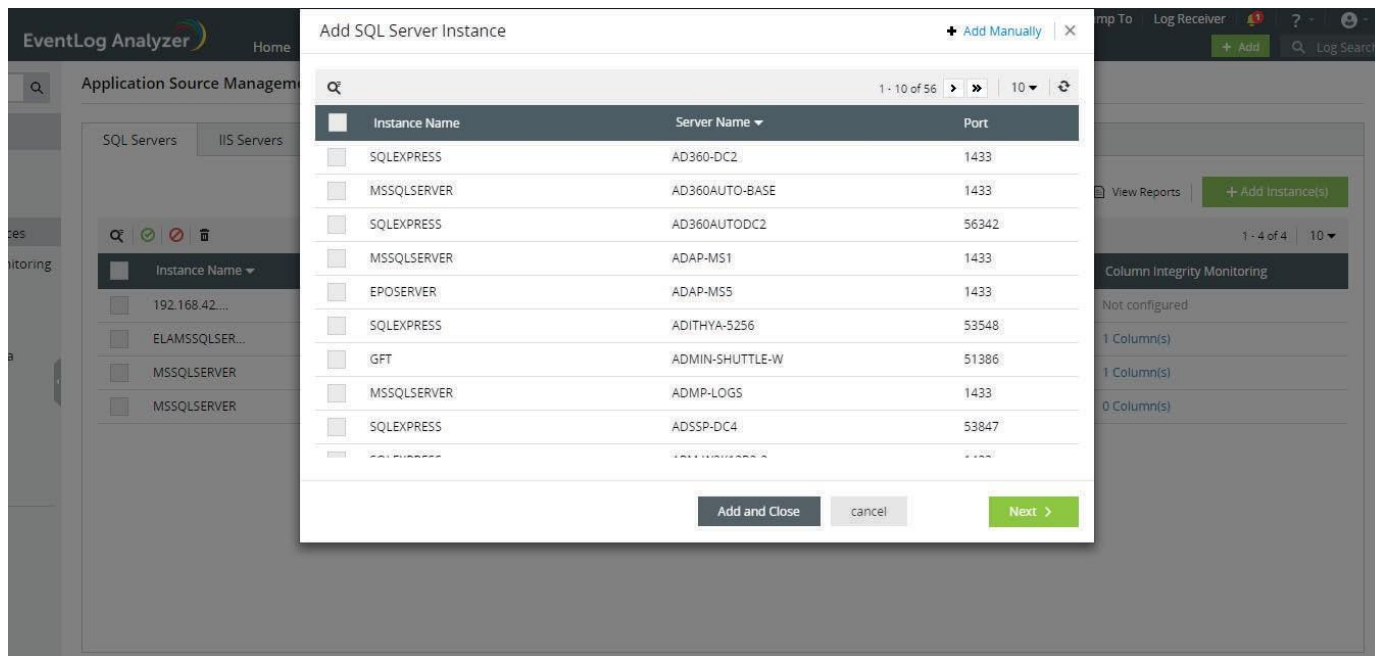 EventLog Analyzer
Home
Jump To Log Receiver 1 ?
+ Add Log Search
Add SQL Server Instance + Add Manually
Application Source Managem
SQL Servers IIS Servers
1 - 10 of 56 10
Instance Name Server Name Port
SQLEXPRESS AD360-DC2 1433
MSSQLSERVER AD360AUTO-BASE 1433
SQLEXPRESS AD360AUTODC2 56342
MSSQLSERVER ADAP-MS1 1433
EPOSERVER ADAP-MS5 1433
SQLEXPRESS ADITHYA-5256 53548
GFT ADMIN-SHUTTLE-W 51386
MSSQLSERVER ADMP-LOGS 1433
SQLEXPRESS ADSSP-DC4 53847
Add and Close cancel Next
View Reports + Add Instance(s)
1 - 4 of 4 10
Instance Name Column Integrity Monitoring
192.168.42.... Not configured
ELAMSSQLSER... 1 Column(s)
MSSQLSERVER 1 Column(s)
MSSQLSERVER 0 Column(s)